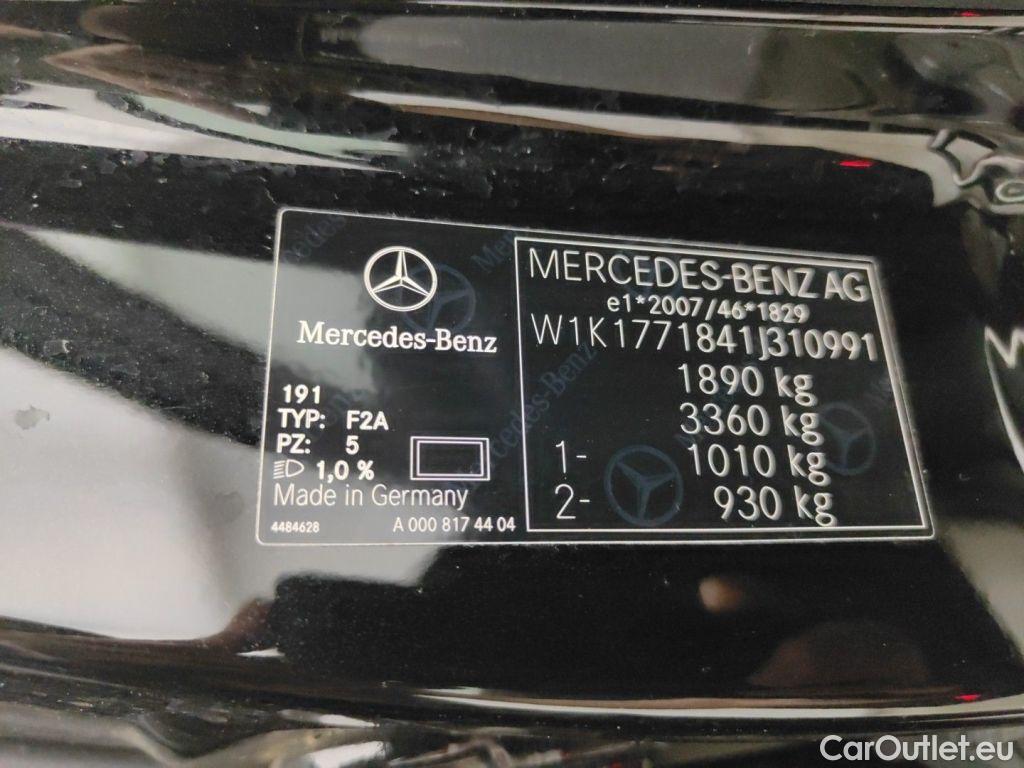 Mercedes-Benz
191
TYP: F2A
PZ: 5
1,0 %
Made in Germany
4484628 A 000 817 44 04
MERCEDES-BENZ AG
e1*2007/46*1829
W1K1771841J310991
1890 kg
3360 kg
1- 1010 kg
2- 930 kg
CarOutlet.eu